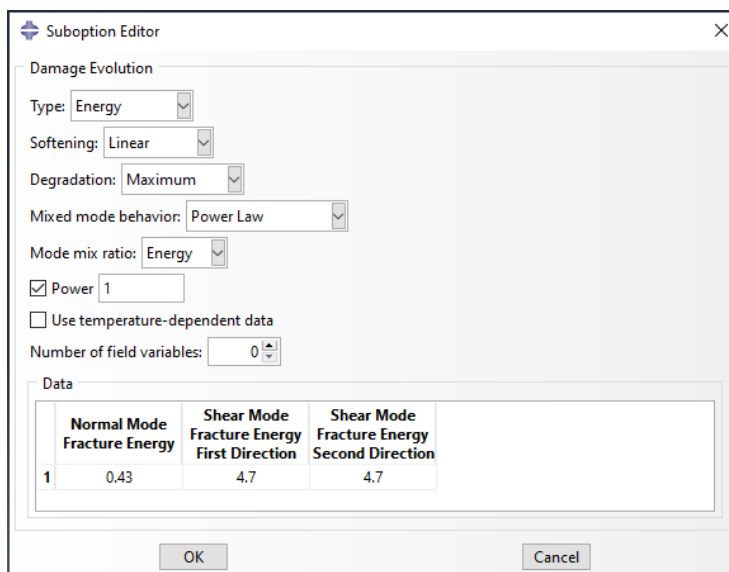 Suboption Editor
Damage Evolution
Type: Energy
Softening: Linear
Degradation: Maximum
Mixed mode behavior: Power Law
Mode mix ratio: Energy
Power 1
Use temperature-dependent data
Number of field variables: 0
Data
Normal Mode
Fracture Energy
Shear Mode
Fracture Energy
First Direction
Shear Mode
Fracture Energy
Second Direction
1 0.43 4.7 4.7
OK Cancel